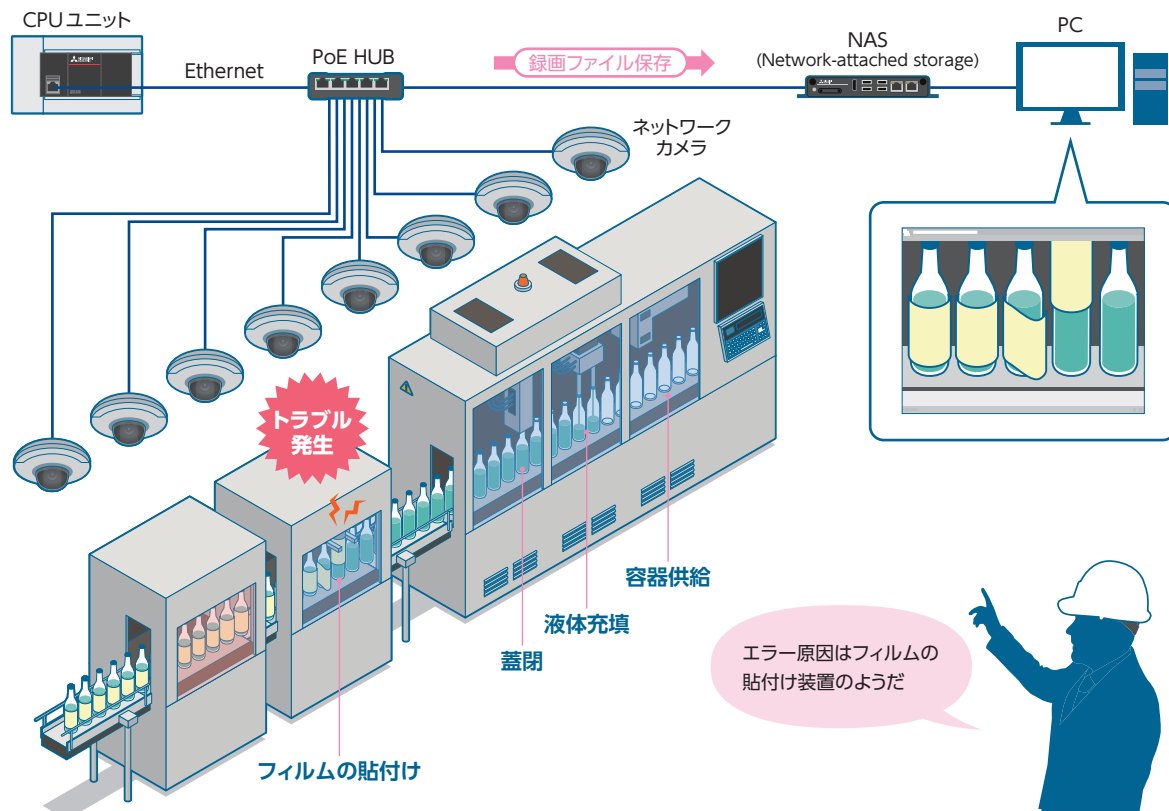 CPUユニット
Ethernet
PoE HUB
録画ファイル保存
NAS
(Network-attached storage)
PC
ネットワーク
カメラ
トラブル
発生
容器供給
液体充填
蓋閉
フィルムの貼付け
エラー原因はフィルムの
貼付け装置のようだ